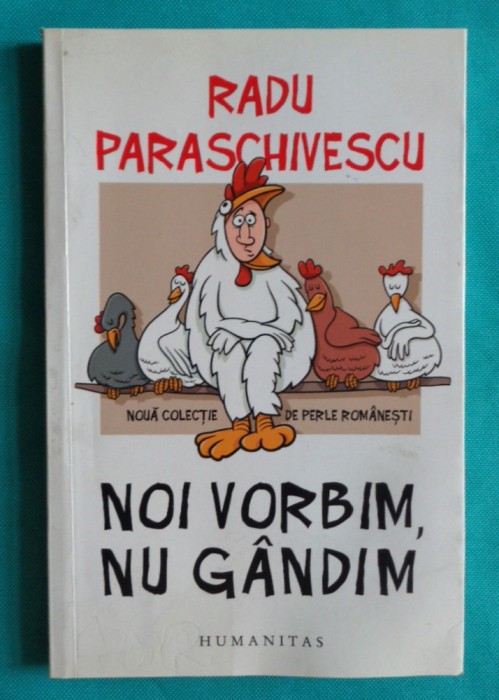 RADU
PARASCHIVESCU
NOUĂ COLECȚIE DE PERLE ROMÂNEȘTI
NOI VORBIM,
NU GÂNDIM
HUMANITAS